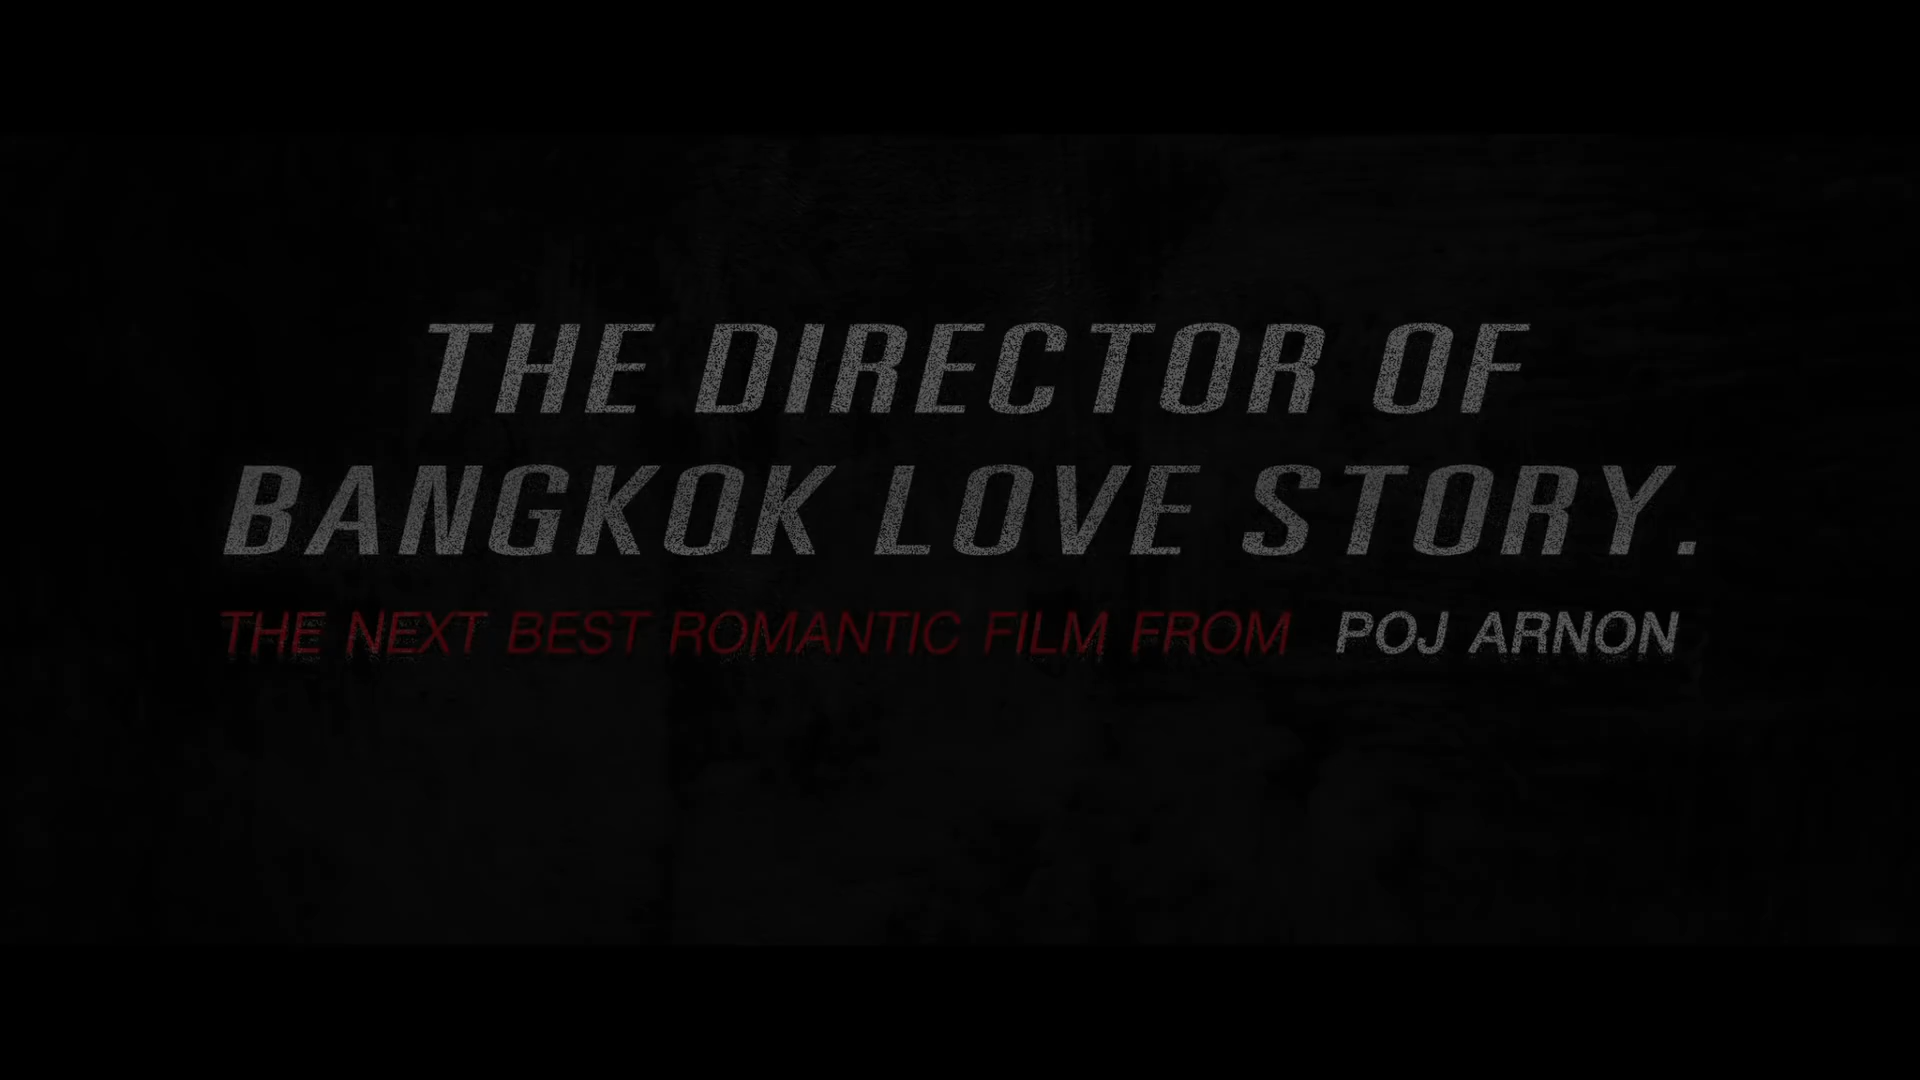 THE DIRECTOR OF
BANGKOK LOVE STORY.
THE NEXT BEST ROMANTIC FILM FROM POJ ARNON